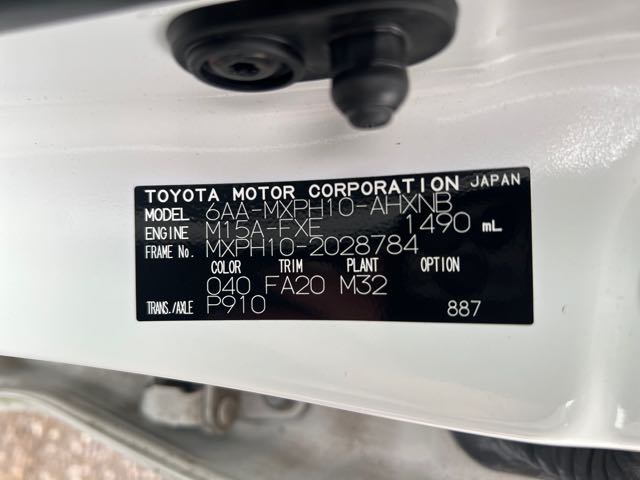 TOYOTA MOTOR CORPORATION JAPAN
MODEL 6AA-MXPH10-AHXNB
ENGINE M15A-FXE 1490 mL
FRAME No. MXPH10-2028784
COLOR TRIM PLANT OPTION
040 FA20 M32
TRANS./AXLE P910 887